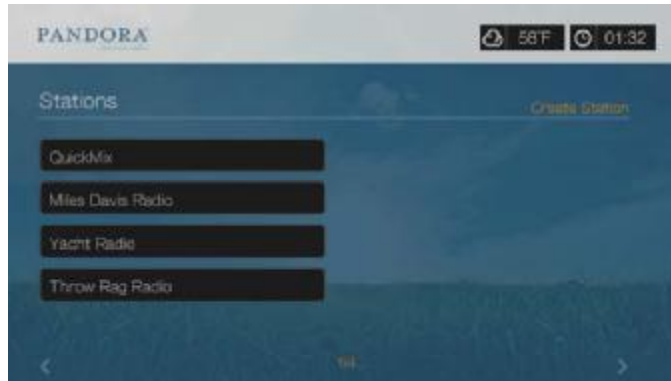 PANDORA
58°F 01:32
Stations
Create Station
QuickMix
Miles Davis Radio
Yacht Radio
Throw Rag Radio